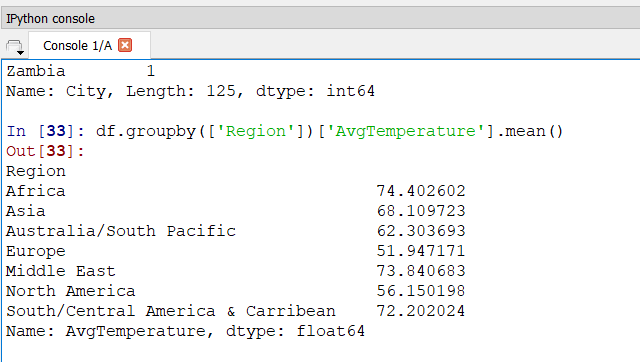 IPython console
Console 1/A
Zambia 1
Name: City, Length: 125, dtype: int64
In [33]: df.groupby(['Region'])['AvgTemperature'].mean()
Out[33]:
Region
Africa 74.402602
Asia 68.109723
Australia/South Pacific 62.303693
Europe 51.947171
Middle East 73.840683
North America 56.150198
South/Central America & Carribean 72.202024
Name: AvgTemperature, dtype: float64